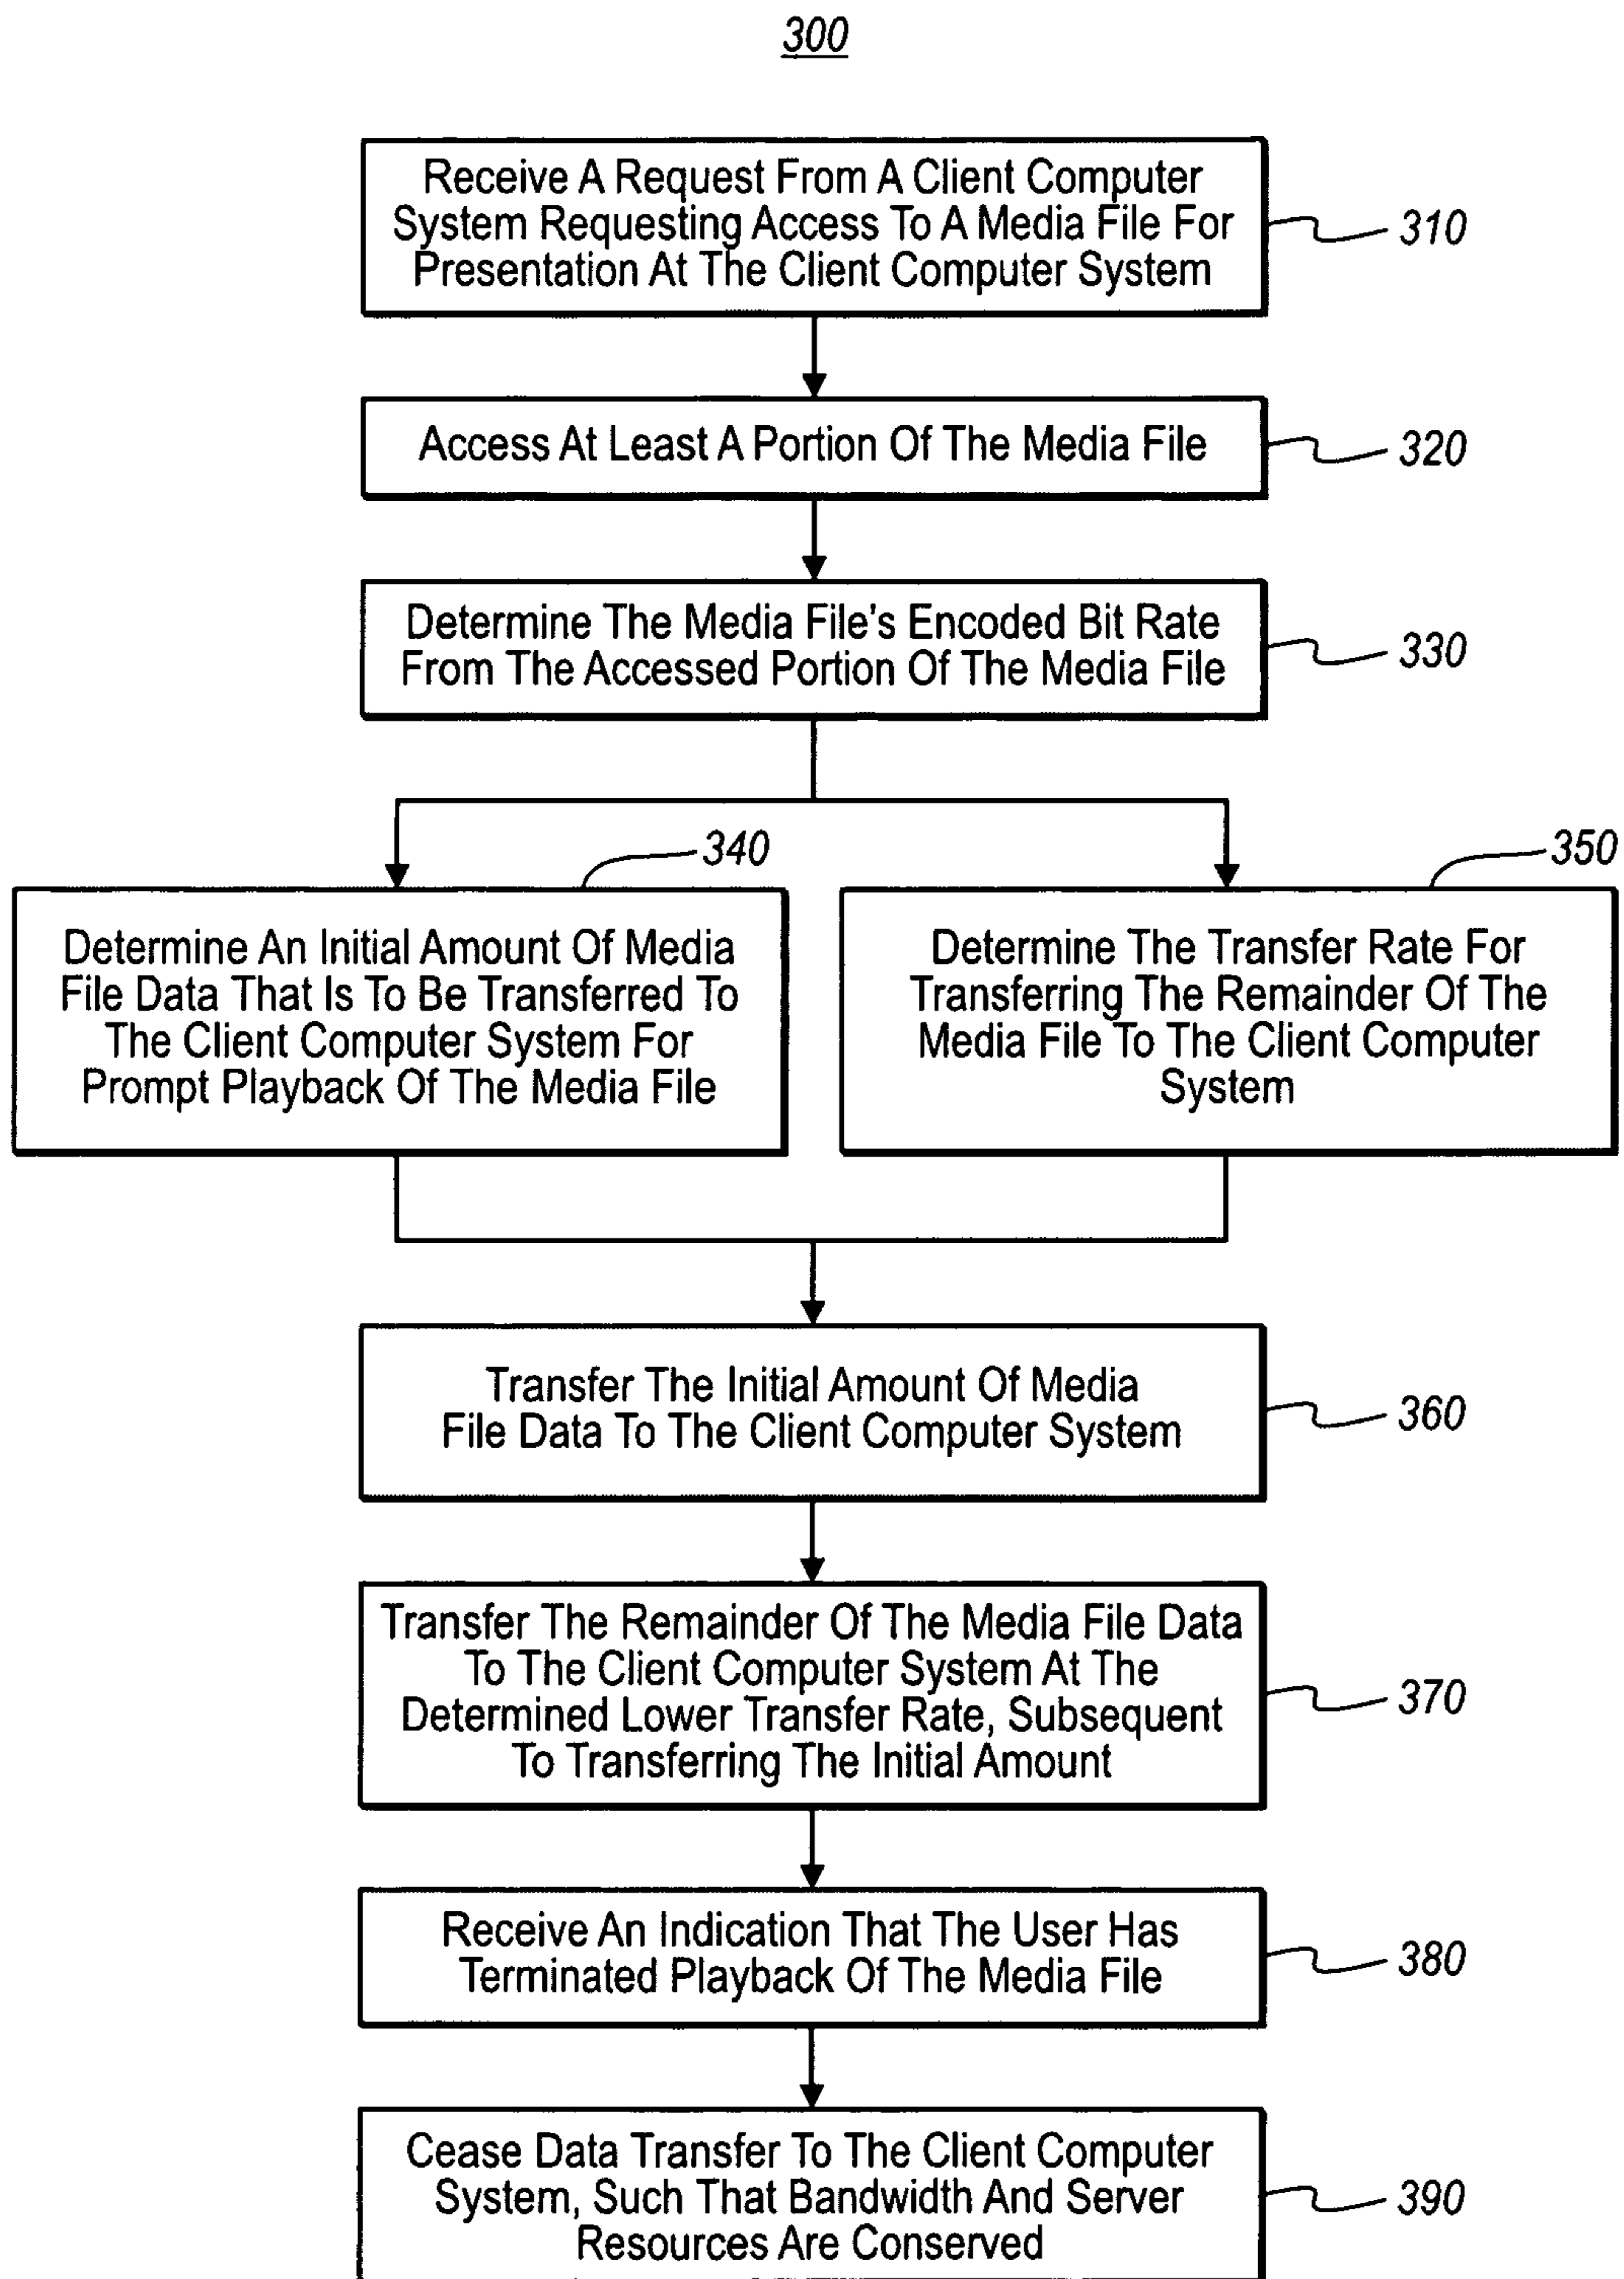 300
Receive A Request From A Client Computer
System Requesting Access To A Media File For
Presentation At The Client Computer System
310
Access At Least A Portion Of The Media File
320
Determine The Media File's Encoded Bit Rate
From The Accessed Portion Of The Media File
330
340
Determine An Initial Amount Of Media
File Data That Is To Be Transferred To
The Client Computer System For
Prompt Playback Of The Media File
350
Determine The Transfer Rate For
Transferring The Remainder Of The
Media File To The Client Computer
System
Transfer The Initial Amount Of Media
File Data To The Client Computer System
360
Transfer The Remainder Of The Media File Data
To The Client Computer System At The
Determined Lower Transfer Rate, Subsequent
To Transferring The Initial Amount
370
Receive An Indication That The User Has
Terminated Playback Of The Media File
380
Cease Data Transfer To The Client Computer
System, Such That Bandwidth And Server
Resources Are Conserved
390